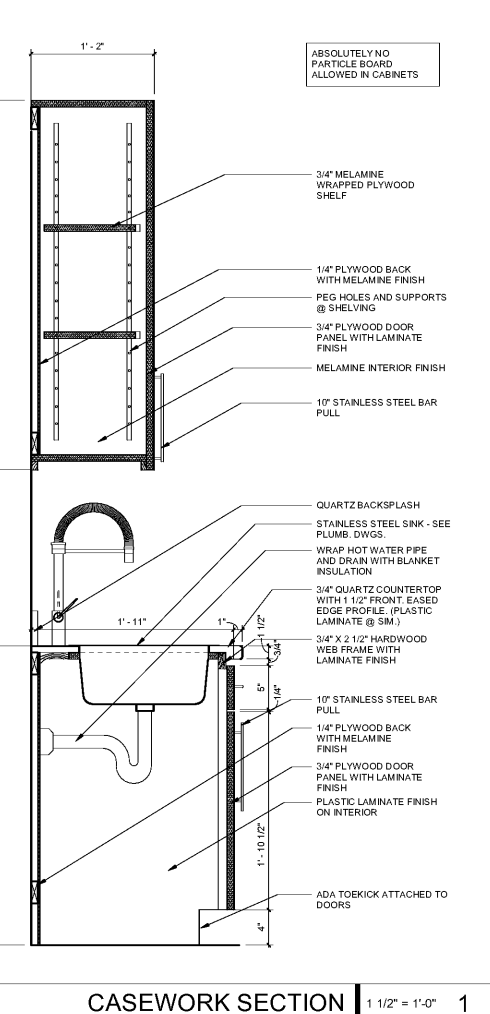 1' - 2"
ABSOLUTELY NO
PARTICLE BOARD
ALLOWED IN CABINETS
3/4" MELAMINE
WRAPPED PLYWOOD
SHELF
1/4" PLYWOOD BACK
WITH MELAMINE FINISH
PEG HOLES AND SUPPORTS
@ SHELVING
3/4" PLYWOOD DOOR
PANEL WITH LAMINATE
FINISH
MELAMINE INTERIOR FINISH
10" STAINLESS STEEL BAR
PULL
QUARTZ BACKSPLASH
STAINLESS STEEL SINK - SEE
PLUMB. DWGS.
WRAP HOT WATER PIPE
AND DRAIN WITH BLANKET
INSULATION
3/4" QUARTZ COUNTERTOP
WITH 1 1/2" FRONT. EASED
EDGE PROFILE. (PLASTIC
LAMINATE @ SIM.)
1' - 11"
1"
1 1/2"
3/4"
3/4" X 2 1/2" HARDWOOD
WEB FRAME WITH
LAMINATE FINISH
5"
1/4"
10" STAINLESS STEEL BAR
PULL
1/4" PLYWOOD BACK
WITH MELAMINE
FINISH
3/4" PLYWOOD DOOR
PANEL WITH LAMINATE
FINISH
PLASTIC LAMINATE FINISH
ON INTERIOR
1' - 10 1/2"
ADA TOEKICK ATTACHED TO
DOORS
4"
CASEWORK SECTION 1 1/2" = 1'-0" 1